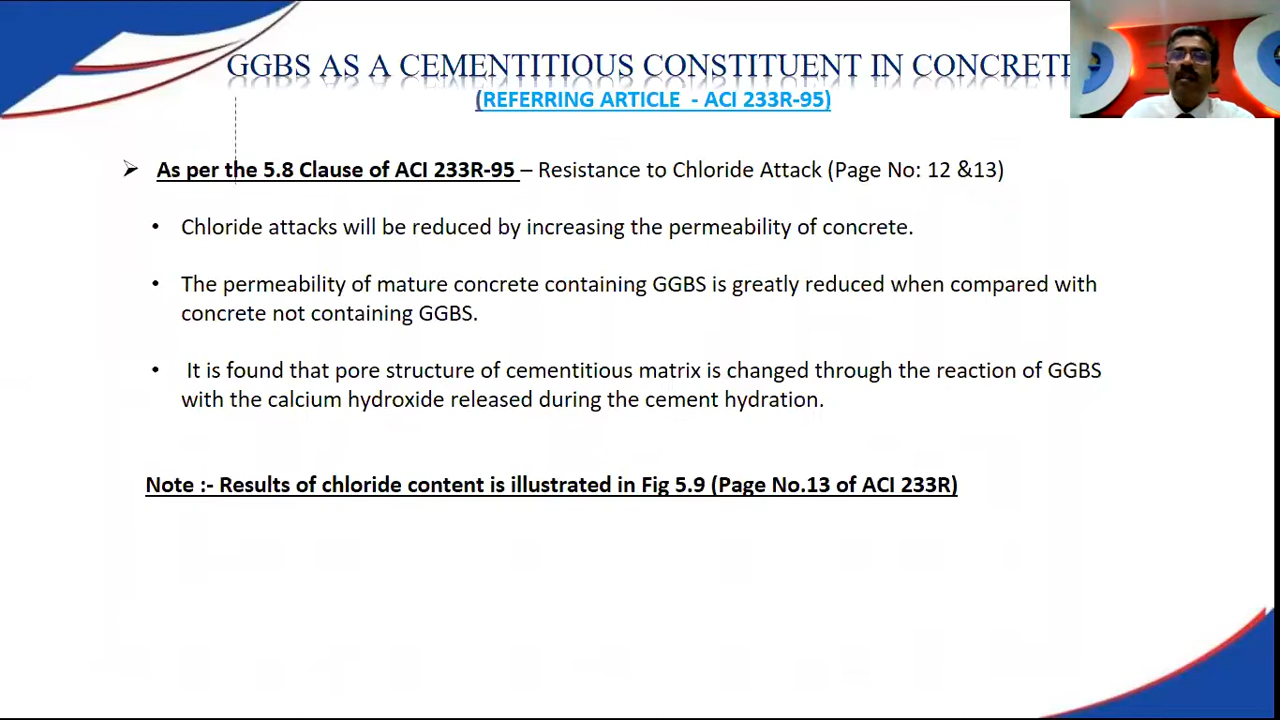 GGBS AS A CEMENTITIOUS CONSTITUENT IN CONCRETE
(REFERRING ARTICLE - ACI 233R-95)
➢ As per the 5.8 Clause of ACI 233R-95 – Resistance to Chloride Attack (Page No: 12 &13)
• Chloride attacks will be reduced by increasing the permeability of concrete.
• The permeability of mature concrete containing GGBS is greatly reduced when compared with
concrete not containing GGBS.
• It is found that pore structure of cementitious matrix is changed through the reaction of GGBS
with the calcium hydroxide released during the cement hydration.
Note :- Results of chloride content is illustrated in Fig 5.9 (Page No.13 of ACI 233R)